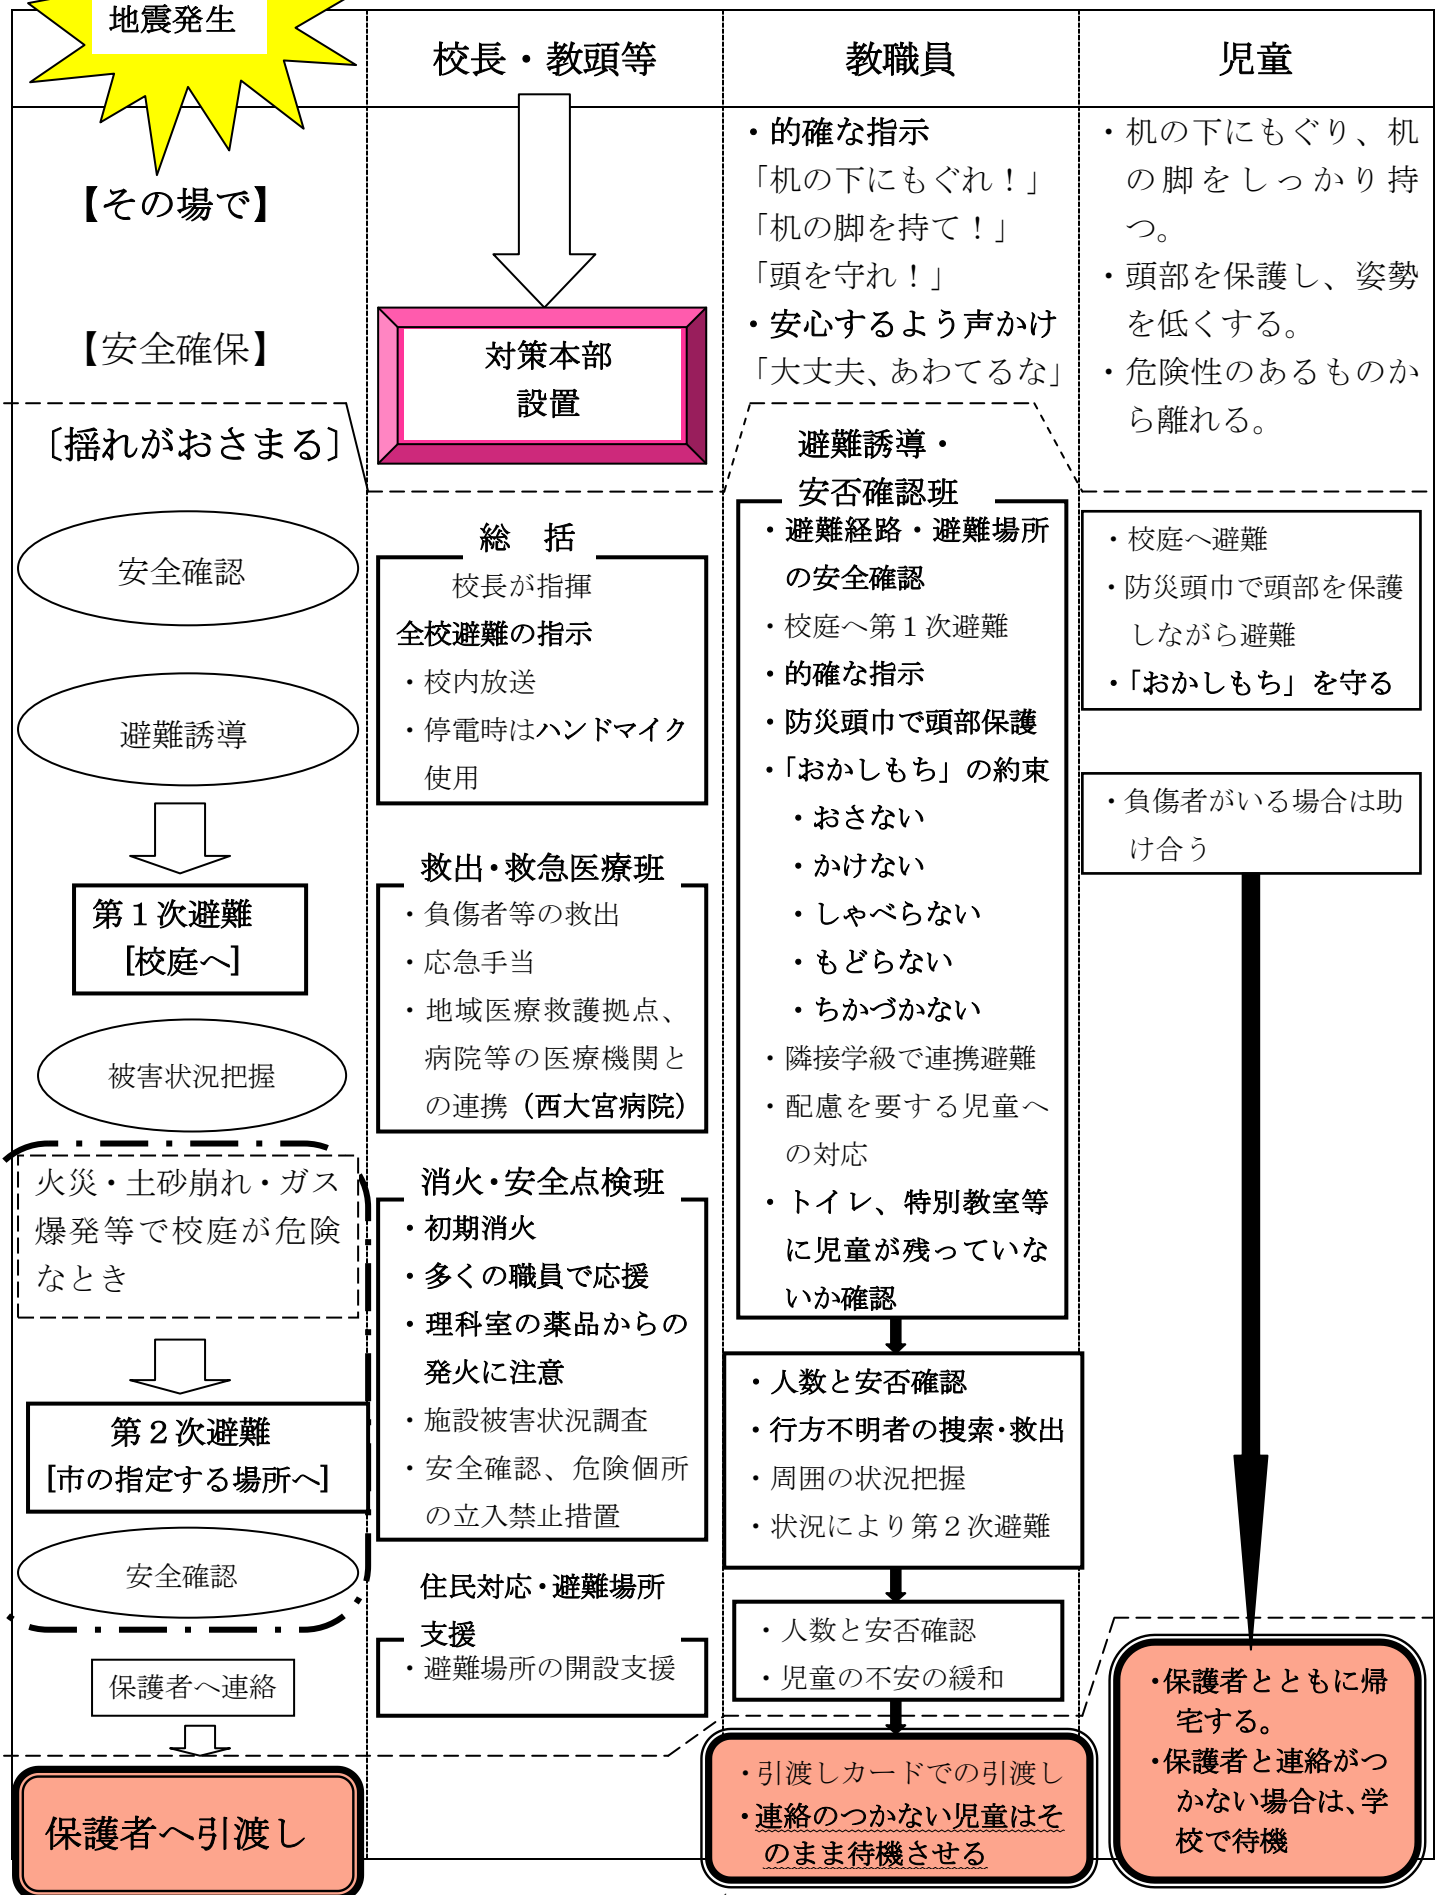 地震発生
校長・教頭等
教職員
児童
【その場で】
【安全確保】
〔揺れがおさまる〕
安全確認
避難誘導
第１次避難
[校庭へ]
被害状況把握
火災・土砂崩れ・ガス
爆発等で校庭が危険
なとき
第２次避難
[市の指定する場所へ]
安全確認
保護者へ連絡
保護者へ引渡し
対策本部
設置
総　括
校長が指揮
全校避難の指示
・校内放送
・停電時はハンドマイク
使用
救出・救急医療班
・負傷者等の救出
・応急手当
・地域医療救護拠点、
病院等の医療機関と
の連携（西大宮病院）
消火・安全点検班
・初期消火
・多くの職員で応援
・理科室の薬品からの
発火に注意
・施設被害状況調査
・安全確認、危険個所
の立入禁止措置
住民対応・避難場所
支援
・避難場所の開設支援
・的確な指示
「机の下にもぐれ！」
「机の脚を持て！」
「頭を守れ！」
・安心するよう声かけ
「大丈夫、あわてるな」
避難誘導・
安否確認班
・避難経路・避難場所
の安全確認
・校庭へ第１次避難
・的確な指示
・防災頭巾で頭部保護
・「おかしもち」の約束
・おさない
・かけない
・しゃべらない
・もどらない
・ちかづかない
・隣接学級で連携避難
・配慮を要する児童へ
の対応
・トイレ、特別教室等
に児童が残っていな
いか確認
・人数と安否確認
・行方不明者の捜索・救出
・周囲の状況把握
・状況により第２次避難
・人数と安否確認
・児童の不安の緩和
・引渡しカードでの引渡し
・連絡のつかない児童はそ
のまま待機させる
・机の下にもぐり、机
の脚をしっかり持
つ。
・頭部を保護し、姿勢
を低くする。
・危険性のあるものか
ら離れる。
・校庭へ避難
・防災頭巾で頭部を保護
しながら避難
・「おかしもち」を守る
・負傷者がいる場合は助
け合う
・保護者とともに帰
宅する。
・保護者と連絡がつ
かない場合は、学
校で待機